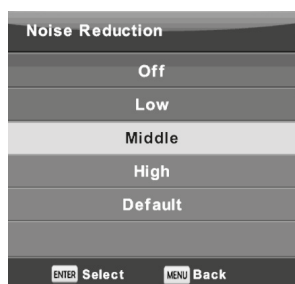 Noise Reduction
Off
Low
Middle
High
Default
ENTER Select MENU Back